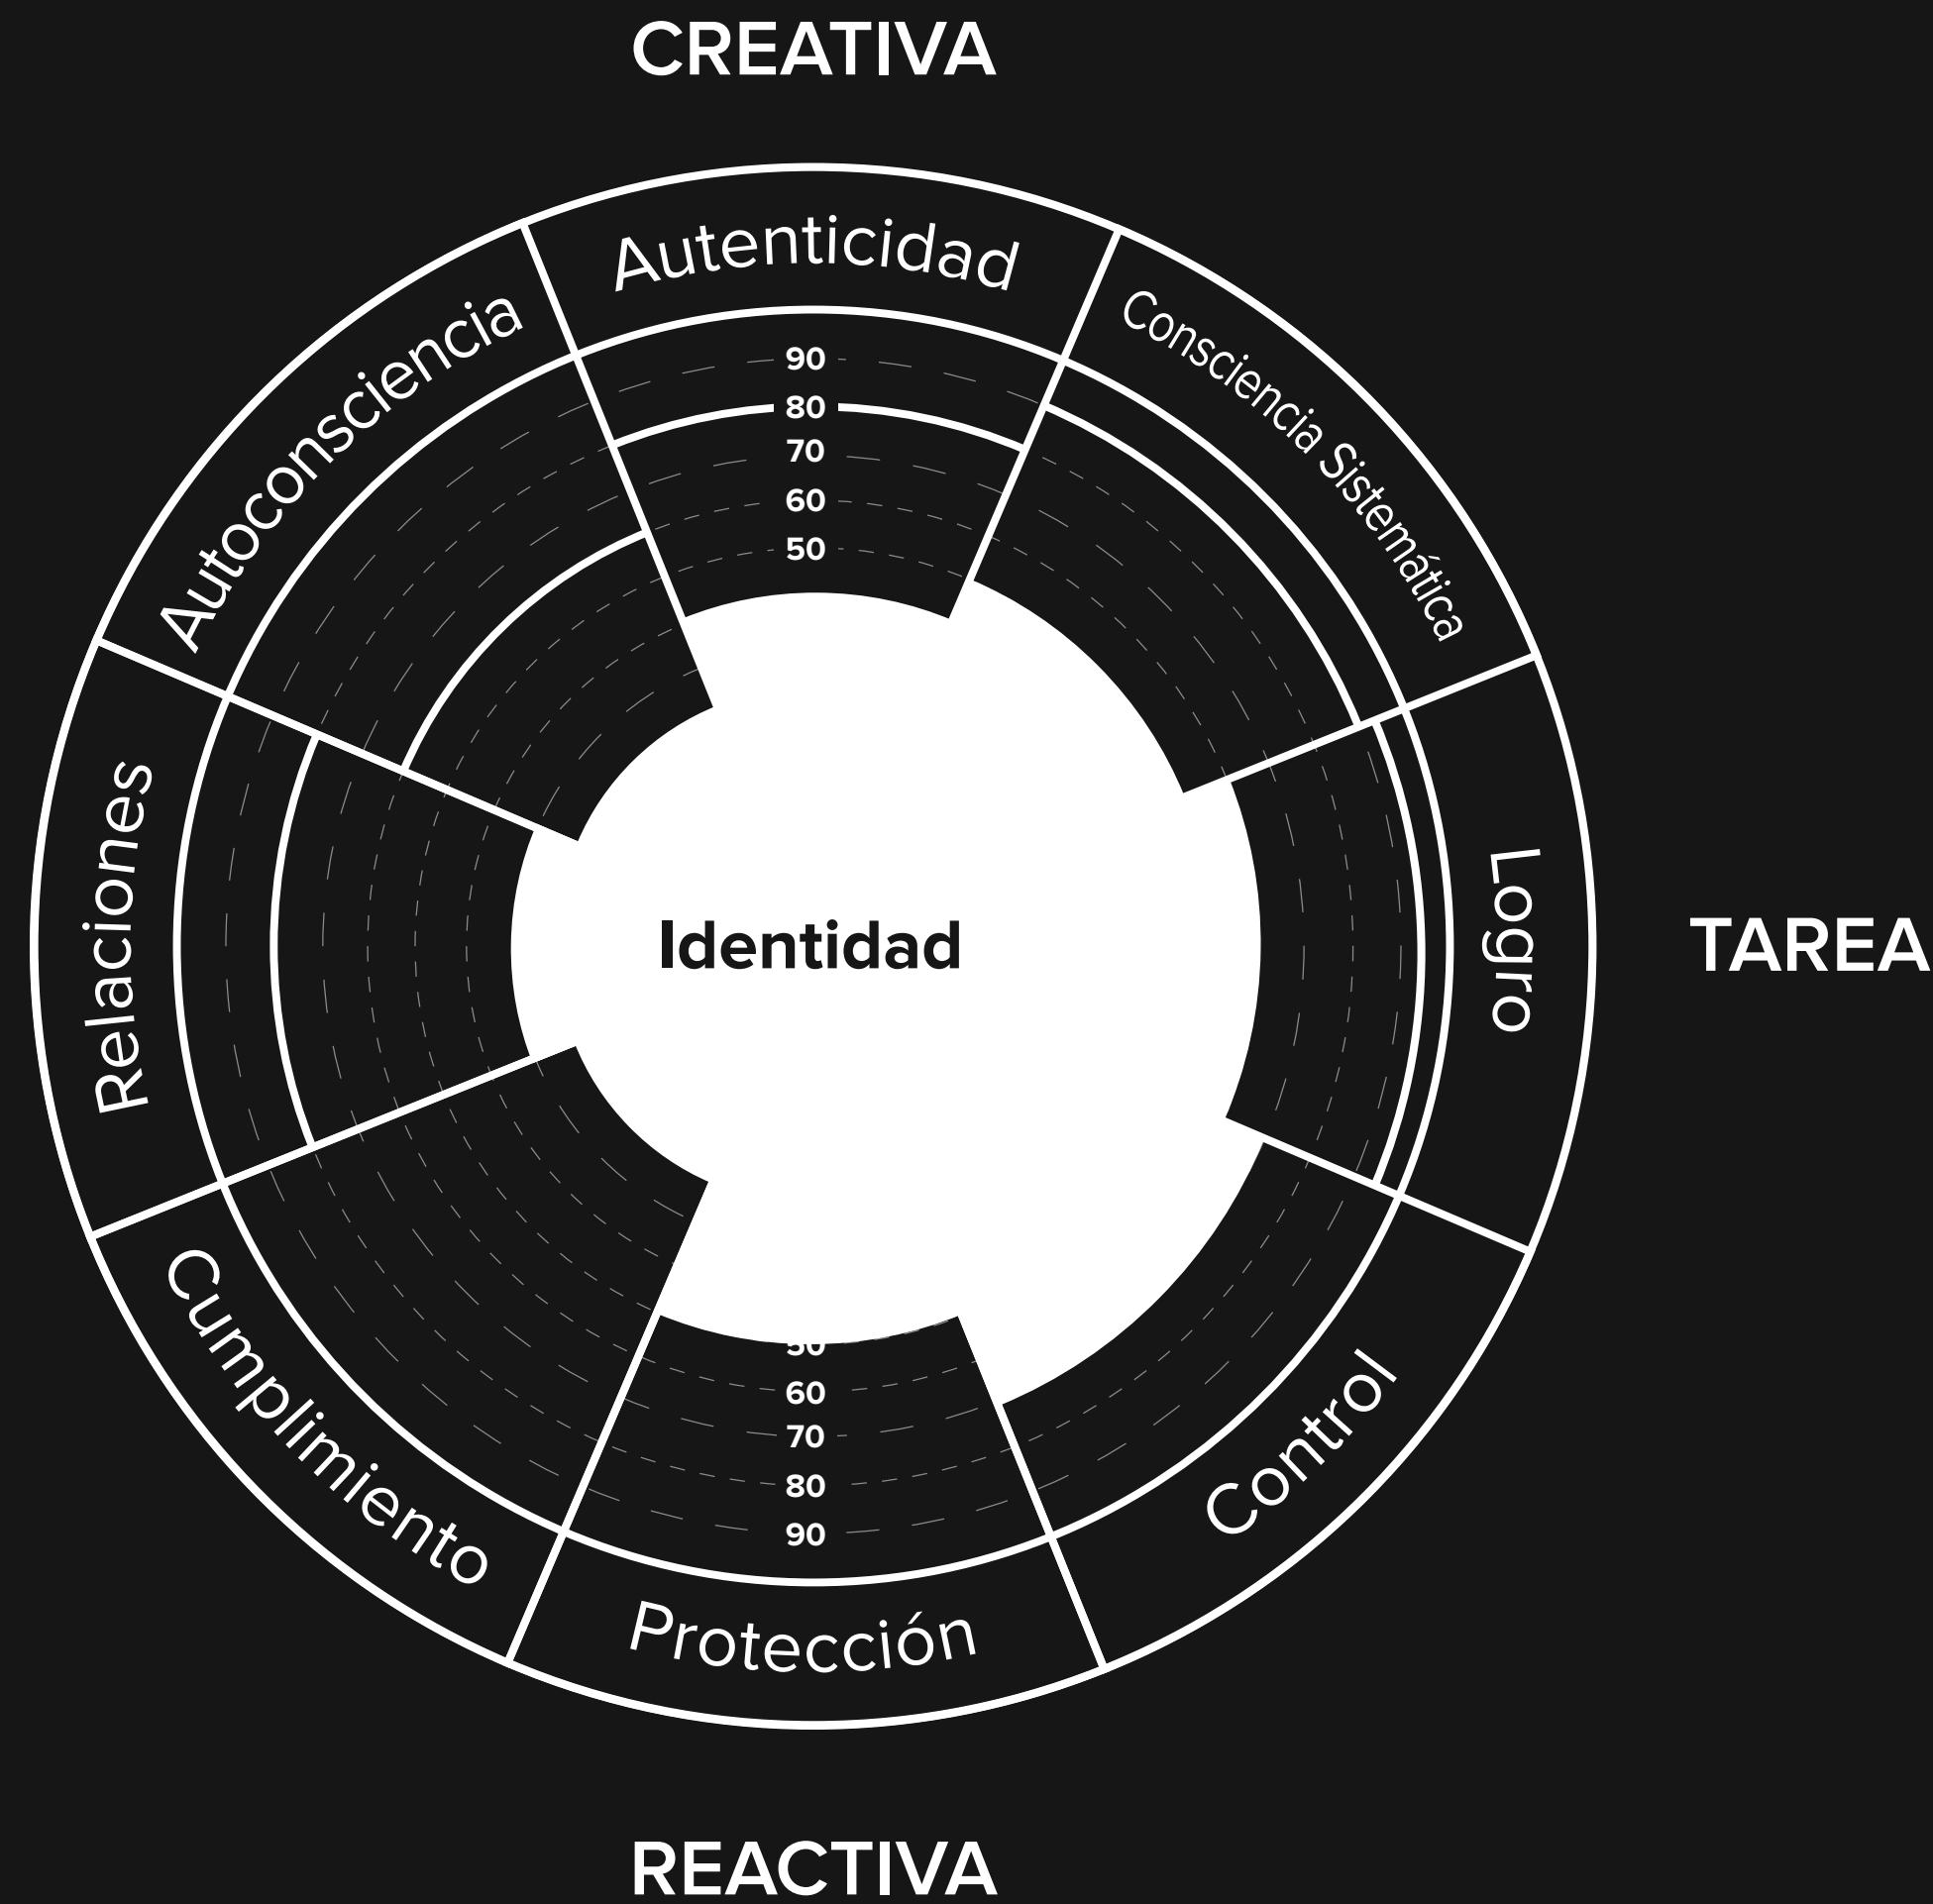 CREATIVA
Autenticidad
Autoconsciencia
Consciencia Sistemática
90
80
70
60
50
Relaciones
Identidad
Logro
TAREA
60
70
80
90
Cumplimiento
Control
Protección
REACTIVA